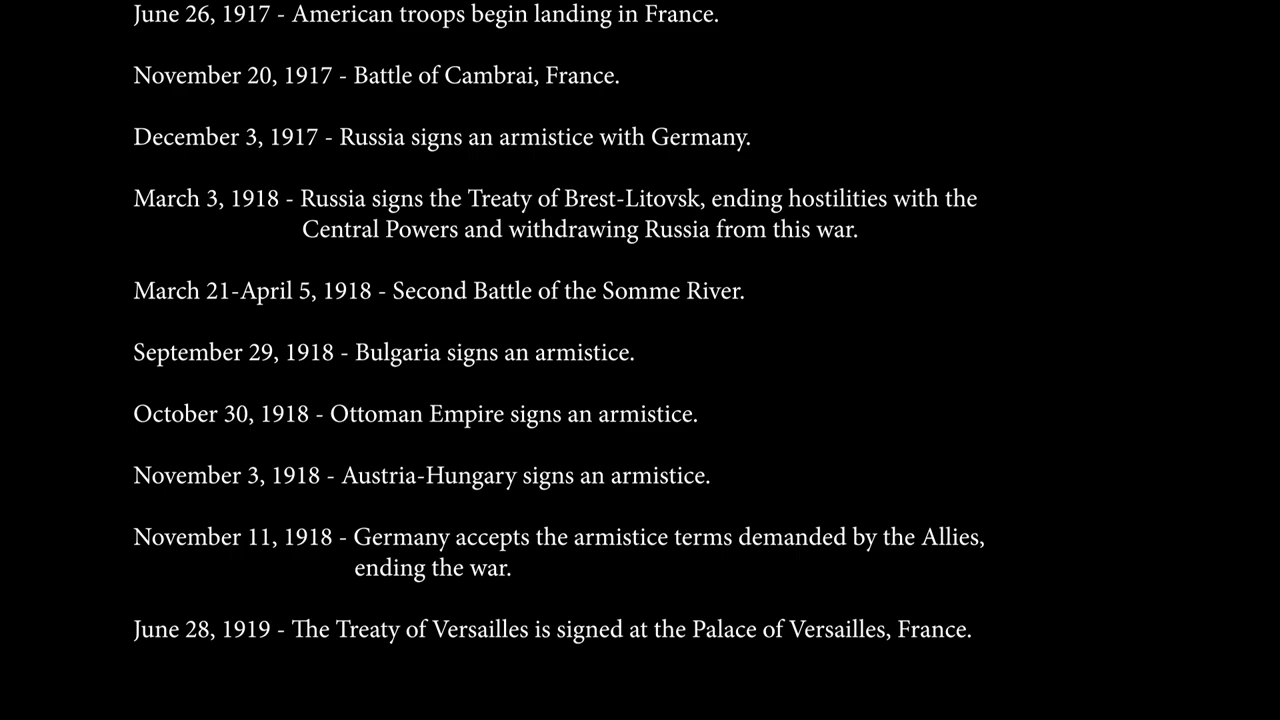 June 26, 1917 - American troops begin landing in France.
November 20, 1917 - Battle of Cambrai, France.
December 3, 1917 - Russia signs an armistice with Germany.
March 3, 1918 - Russia signs the Treaty of Brest-Litovsk, ending hostilities with the
Central Powers and withdrawing Russia from this war.
March 21-April 5, 1918 - Second Battle of the Somme River.
September 29, 1918 - Bulgaria signs an armistice.
October 30, 1918 - Ottoman Empire signs an armistice.
November 3, 1918 - Austria-Hungary signs an armistice.
November 11, 1918 - Germany accepts the armistice terms demanded by the Allies,
ending the war.
June 28, 1919 - The Treaty of Versailles is signed at the Palace of Versailles, France.